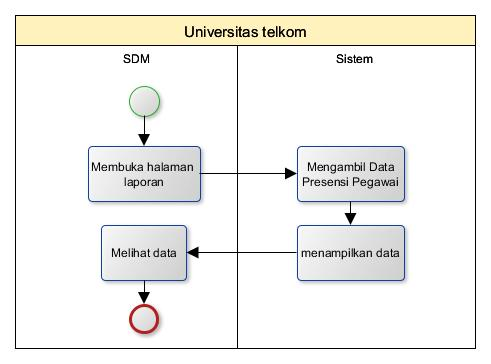 Universitas telkom
SDM
Sistem
Membuka halaman
laporan
Mengambil Data
Presensi Pegawai
menampilkan data
Melihat data